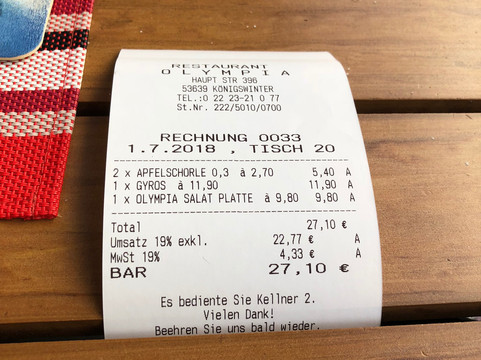 RESTAURANT
OLYMPIA
HAUPT STR 396
53639 KÖNIGSWINTER
TEL.:0 22 23-21 0 77
St.Nr. 222/5010/0700
RECHNUNG 0033
1.7.2018 , TISCH 20
2 x APFELSCHORLE 0,3 à 2,70 5,40 A
1 x GYROS à 11,90 11,90 A
1 x OLYMPIA SALAT PLATTE à 9,80 9,80 A
Total 27,10 €
Umsatz 19% exkl. 22,77 € A
MwSt 19% 4,33 € A
BAR 27,10 €
Es bediente Sie Kellner 2.
Vielen Dank!
Beehren Sie uns bald wieder.